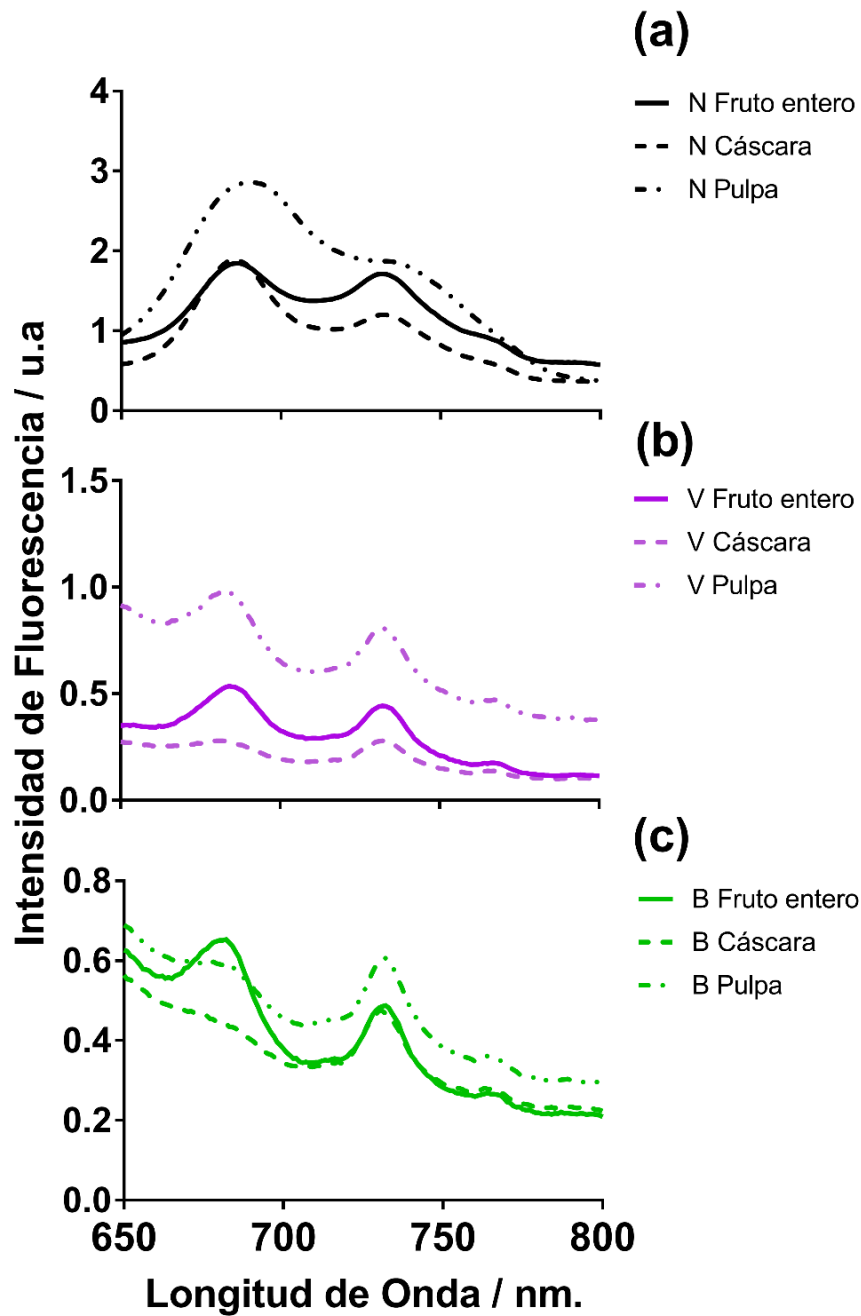 (a)
N Fruto entero
N Cáscara
N Pulpa
4
3
2
1
0
(b)
V Fruto entero
V Cáscara
V Pulpa
1.5
1.0
0.5
0.0
(c)
B Fruto entero
B Cáscara
B Pulpa
0.8
0.6
0.4
0.2
0.0
650 700 750 800
Longitud de Onda / nm.
Intensidad de Fluorescencia / u.a